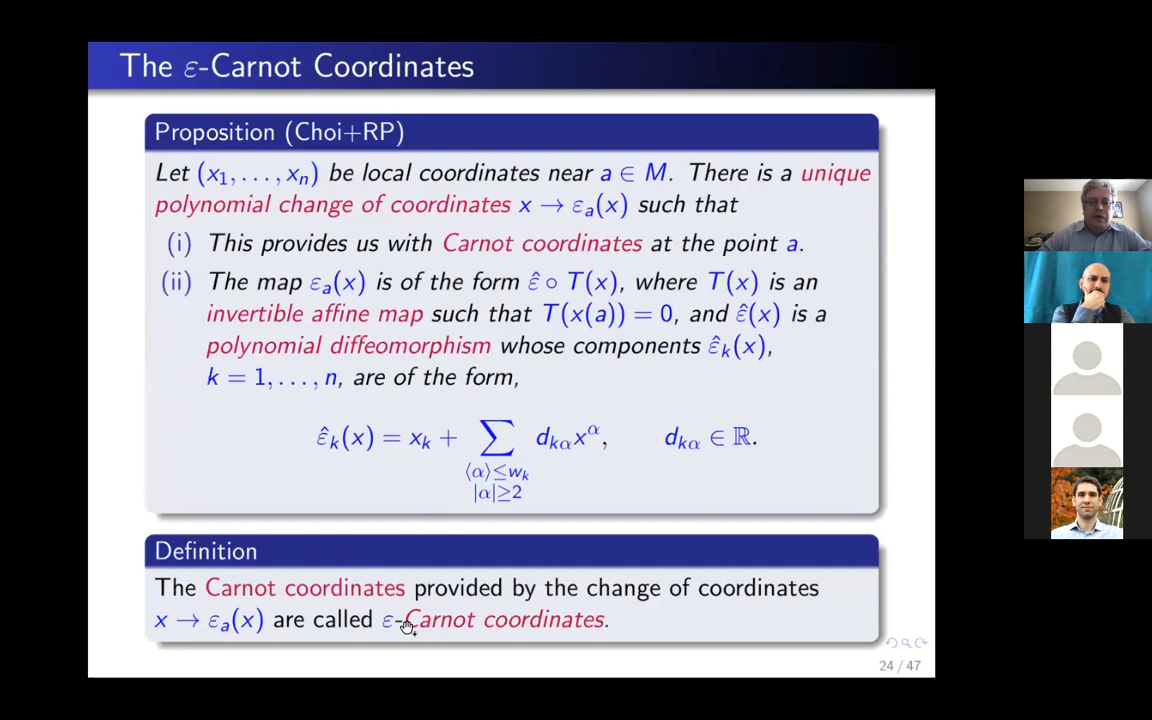 The ε-Carnot Coordinates
Proposition (Choi+RP)
Let (x₁, . . . , xₙ) be local coordinates near a ∈ M. There is a unique
polynomial change of coordinates x → εₐ(x) such that
(i) This provides us with Carnot coordinates at the point a.
(ii) The map εₐ(x) is of the form ε̂ ∘ T(x), where T(x) is an
invertible affine map such that T(x(a)) = 0, and ε̂(x) is a
polynomial diffeomorphism whose components ε̂ₖ(x),
k = 1, . . . , n, are of the form,
ε̂ₖ(x) = xₖ + ∑ dₖαxᵅ, dₖα ∈ ℝ.
⟨α⟩≤wₖ
|α|≥2
Definition
The Carnot coordinates provided by the change of coordinates
x → εₐ(x) are called ε-Carnot coordinates.
24 / 47